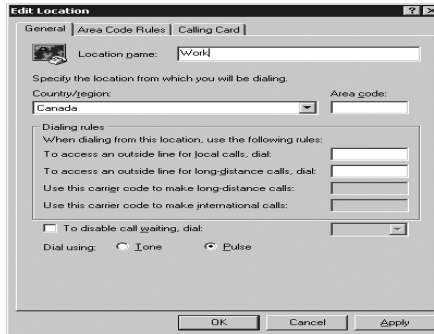 Edit Location
General Area Code Rules Calling Card
Location name: Work
Specify the location from which you will be dialing.
Country/region: Area code:
Canada
Dialing rules
When dialing from this location, use the following rules:
To access an outside line for local calls, dial:
To access an outside line for long-distance calls, dial:
Use this carrier code to make long-distance calls:
Use this carrier code to make international calls:
To disable call waiting, dial:
Dial using: Tone Pulse
OK Cancel Apply